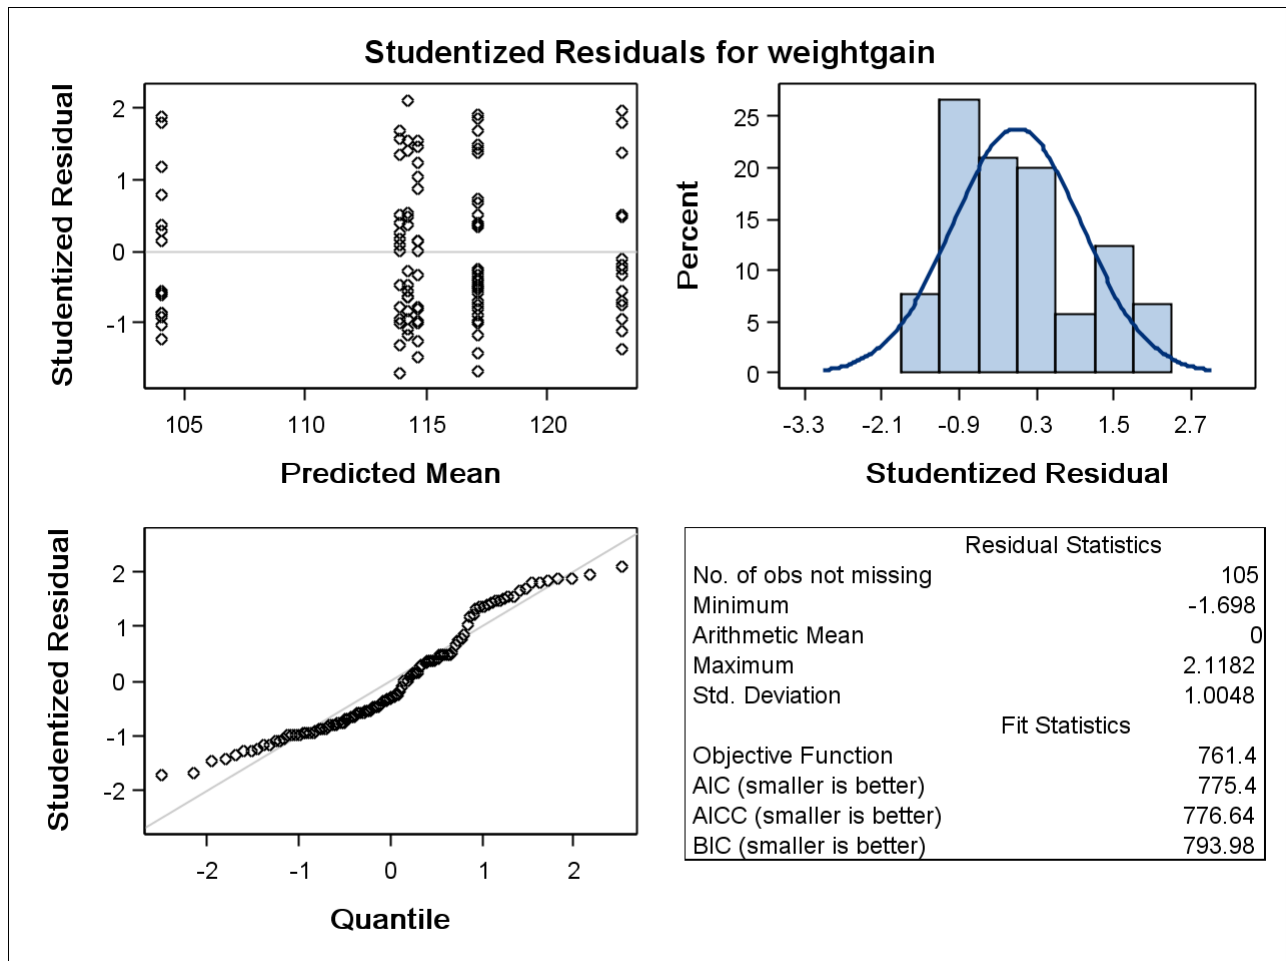 Studentized Residuals for weightgain
Studentized Residual
2
1
0
-1
105 110 115 120
Predicted Mean
Percent
25
20
15
10
5
0
-3.3 -2.1 -0.9 0.3 1.5 2.7
Studentized Residual
Studentized Residual
2
1
0
-1
-2
-2 -1 0 1 2
Quantile
Residual Statistics
No. of obs not missing 105
Minimum -1.698
Arithmetic Mean 0
Maximum 2.1182
Std. Deviation 1.0048
Fit Statistics
Objective Function 761.4
AIC (smaller is better) 775.4
AICC (smaller is better) 776.64
BIC (smaller is better) 793.98